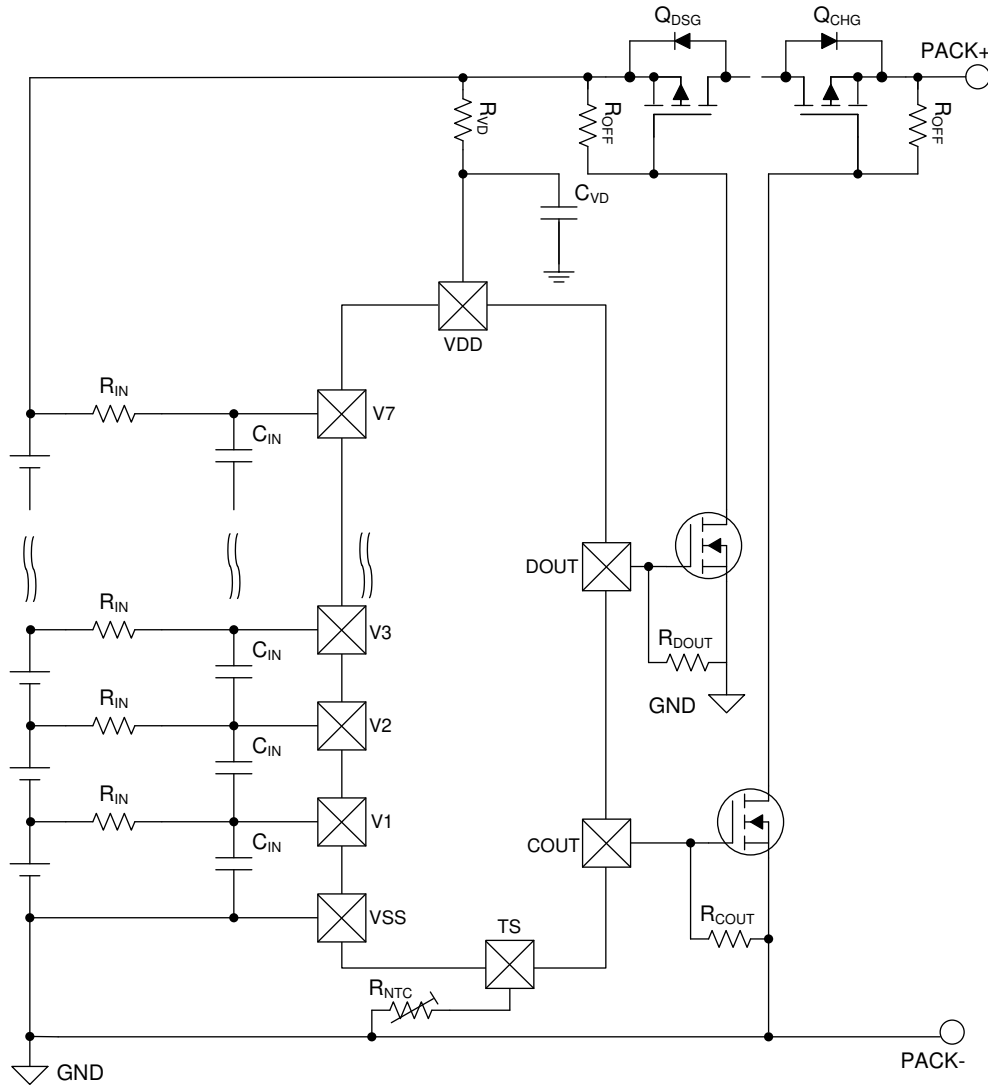 QDSG
QCHG
PACK+
RVD
ROFF
ROFF
CVD
VDD
RIN
V7
CIN
DOUT
RIN
V3
CIN
RDOUT
GND
RIN
V2
CIN
RIN
V1
CIN
COUT
VSS
TS
RCOUT
RNTC
GND
PACK-